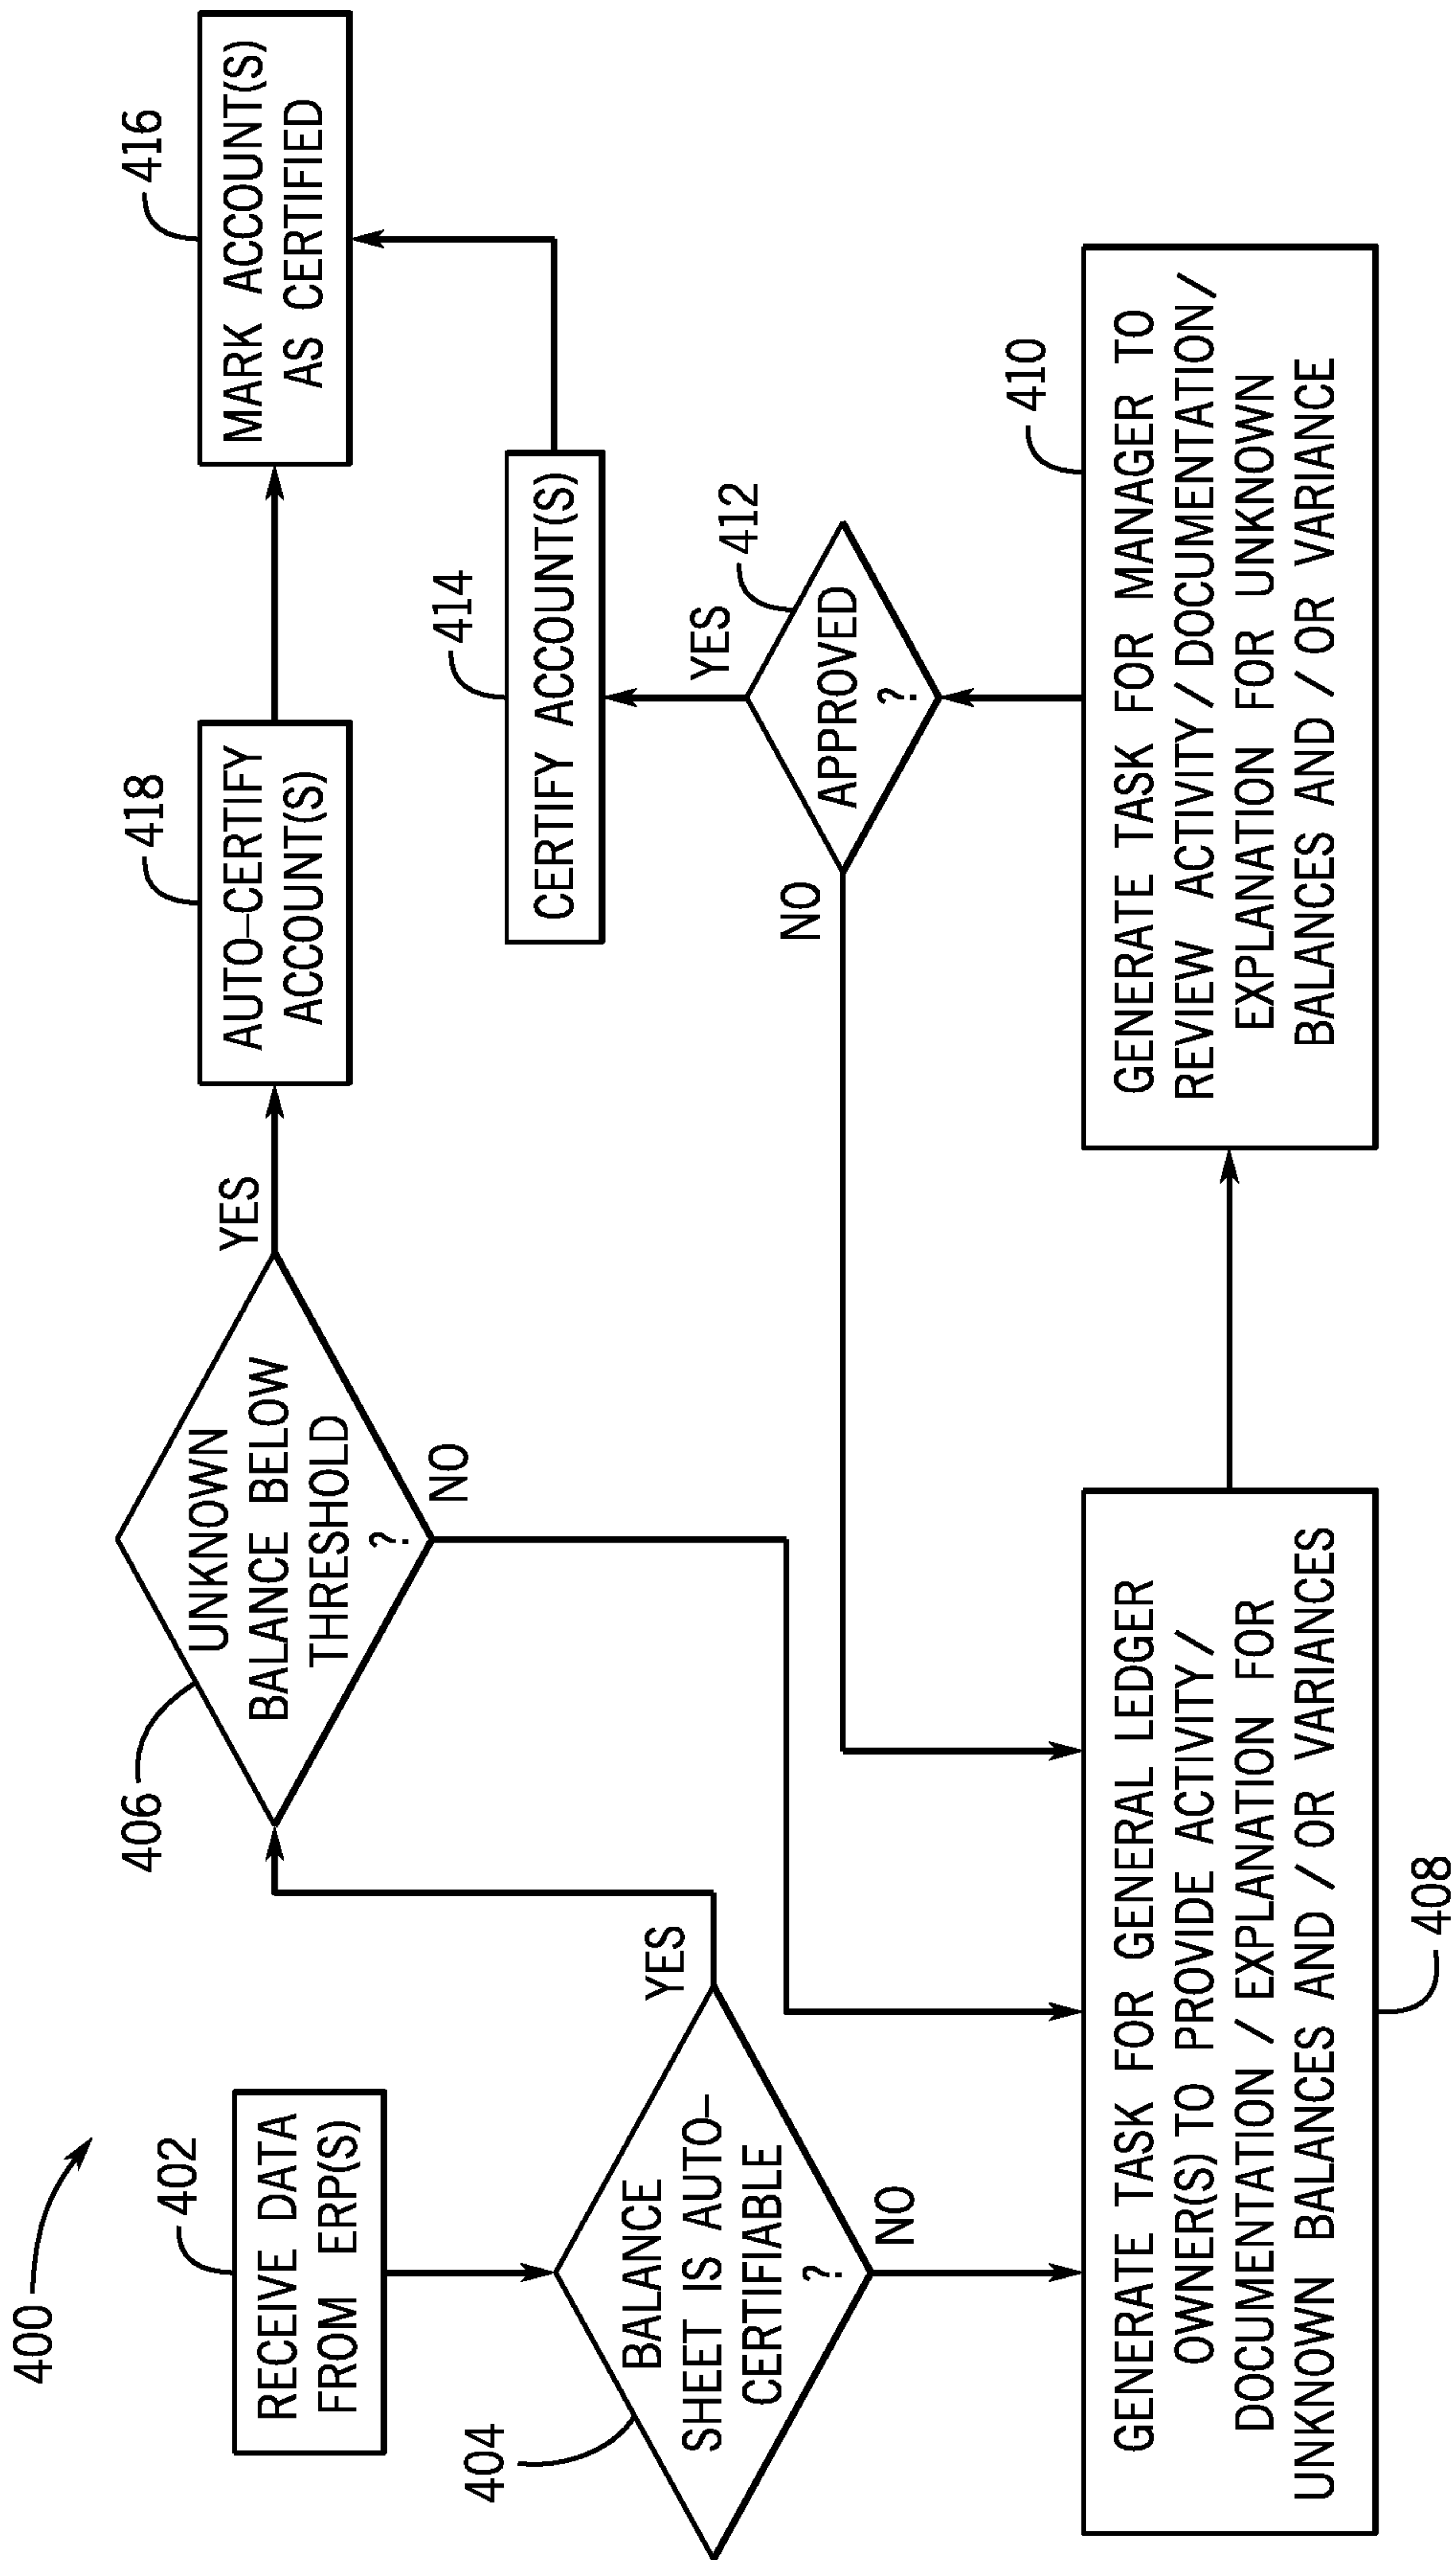 400
402
RECEIVE DATA
FROM ERP(S)
404
BALANCE
SHEET IS AUTO–
CERTIFIABLE
?
YES
NO
406
UNKNOWN
BALANCE BELOW
THRESHOLD
?
YES
NO
418
AUTO–CERTIFY
ACCOUNT(S)
416
MARK ACCOUNT(S)
AS CERTIFIED
414
CERTIFY ACCOUNT(S)
YES
412
APPROVED
?
NO
GENERATE TASK FOR GENERAL LEDGER
OWNER(S) TO PROVIDE ACTIVITY /
DOCUMENTATION / EXPLANATION FOR
UNKNOWN BALANCES AND / OR VARIANCES
408
410
GENERATE TASK FOR MANAGER TO
REVIEW ACTIVITY / DOCUMENTATION /
EXPLANATION FOR UNKNOWN
BALANCES AND / OR VARIANCE